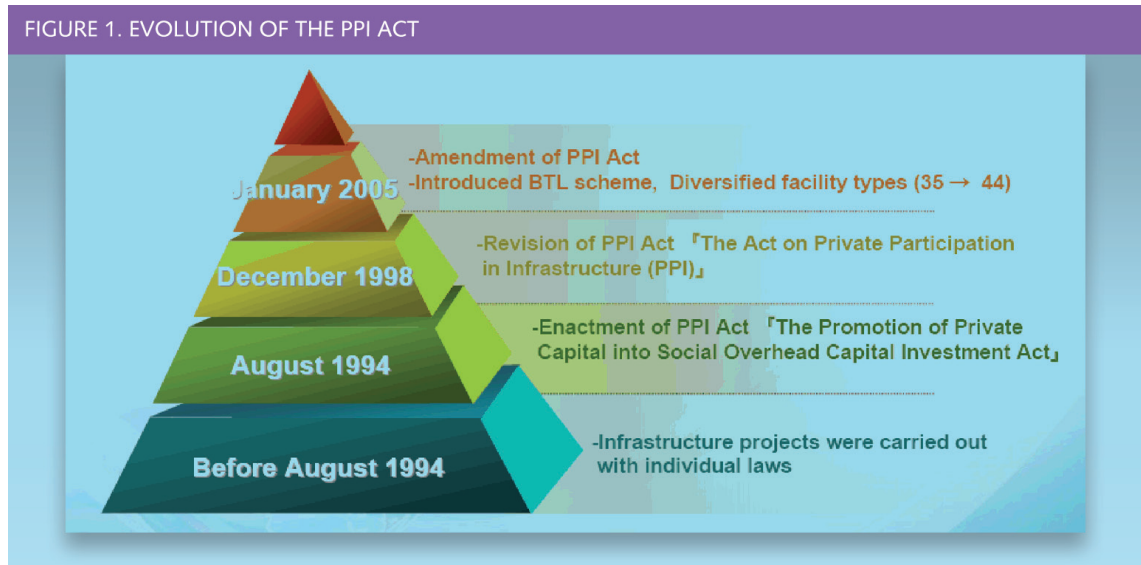 FIGURE 1. EVOLUTION OF THE PPI ACT
January 2005
-Amendment of PPI Act
-Introduced BTL scheme, Diversified facility types (35 → 44)
December 1998
-Revision of PPI Act 『The Act on Private Participation
in Infrastructure (PPI)』
August 1994
-Enactment of PPI Act 『The Promotion of Private
Capital into Social Overhead Capital Investment Act』
Before August 1994
-Infrastructure projects were carried out
with individual laws